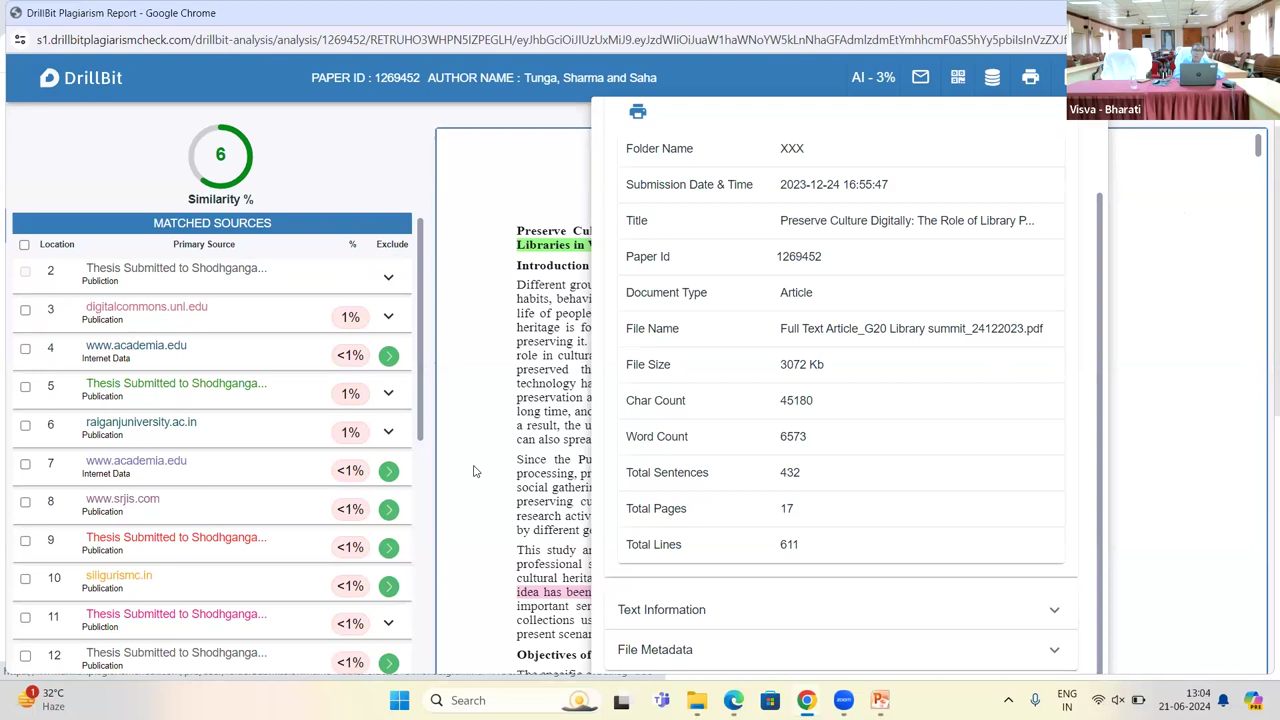 DrillBit Plagiarism Report - Google Chrome
s1.drillbitplagiarismcheck.com/drillbit-analysis/analysis/1269452/
DrillBit
PAPER ID : 1269452 AUTHOR NAME : Tunga, Sharma and Saha
AI - 3%
Visva - Bharati
6
Similarity %
MATCHED SOURCES
Location Primary Source % Exclude
2 Thesis Submitted to Shodhganga...
Publiction
3 digitalcommons.unl.edu 1%
Publication
4 www.academia.edu <1%
Internet Data
5 Thesis Submitted to Shodhganga... 1%
Publication
6 raiganjuniversity.ac.in 1%
Publication
7 www.academia.edu <1%
Internet Data
8 www.srjis.com <1%
Publication
9 Thesis Submitted to Shodhganga... <1%
Publication
10 siligurismc.in <1%
Publication
11 Thesis Submitted to Shodhganga... <1%
Publication
12 Thesis Submitted to Shodhganga... <1%
Publication
Preserve Cul
Libraries in W
Introduction
Different grou
habits, behavi
life of people
heritage is fo
preserving it.
role in cultura
preserved th
technology ha
preservation a
long time, and
a result, the u
can also sprea
Since the Pu
processing, pr
social gatherin
preserving cu
research activ
by different g
This study an
professional s
cultural herita
idea has been
important ser
collections us
present scenar
Objectives of
Folder Name XXX
Submission Date & Time 2023-12-24 16:55:47
Title Preserve Culture Digitally: The Role of Library P...
Paper Id 1269452
Document Type Article
File Name Full Text Article_G20 Library summit_24122023.pdf
File Size 3072 Kb
Char Count 45180
Word Count 6573
Total Sentences 432
Total Pages 17
Total Lines 611
Text Information
File Metadata
1
32°C
Haze
Search
ENG
IN
13:04
21-06-2024